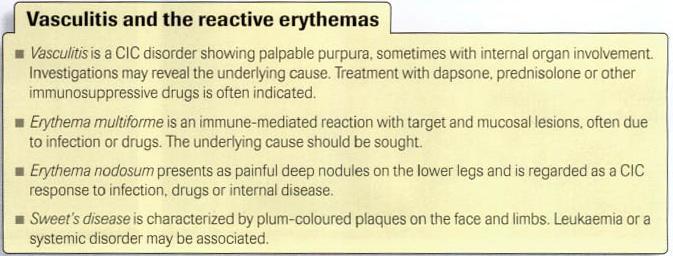 Vasculitis and the reactive erythemas
■ Vasculitis is a CIC disorder showing palpable purpura, sometimes with internal organ involvement.
Investigations may reveal the underlying cause. Treatment with dapsone, prednisolone or other
immunosuppressive drugs is often indicated.
■ Erythema multiforme is an immune-mediated reaction with target and mucosal lesions, often due
to infection or drugs. The underlying cause should be sought.
■ Erythema nodosum presents as painful deep nodules on the lower legs and is regarded as a CIC
response to infection, drugs or internal disease.
■ Sweet's disease is characterized by plum-coloured plaques on the face and limbs. Leukaemia or a
systemic disorder may be associated.